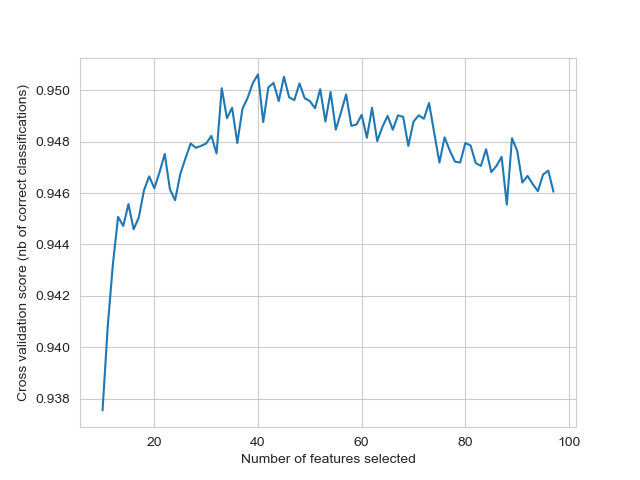 Cross validation score (nb of correct classifications)
0.950
0.948
0.946
0.944
0.942
0.940
0.938
20 40 60 80 100
Number of features selected